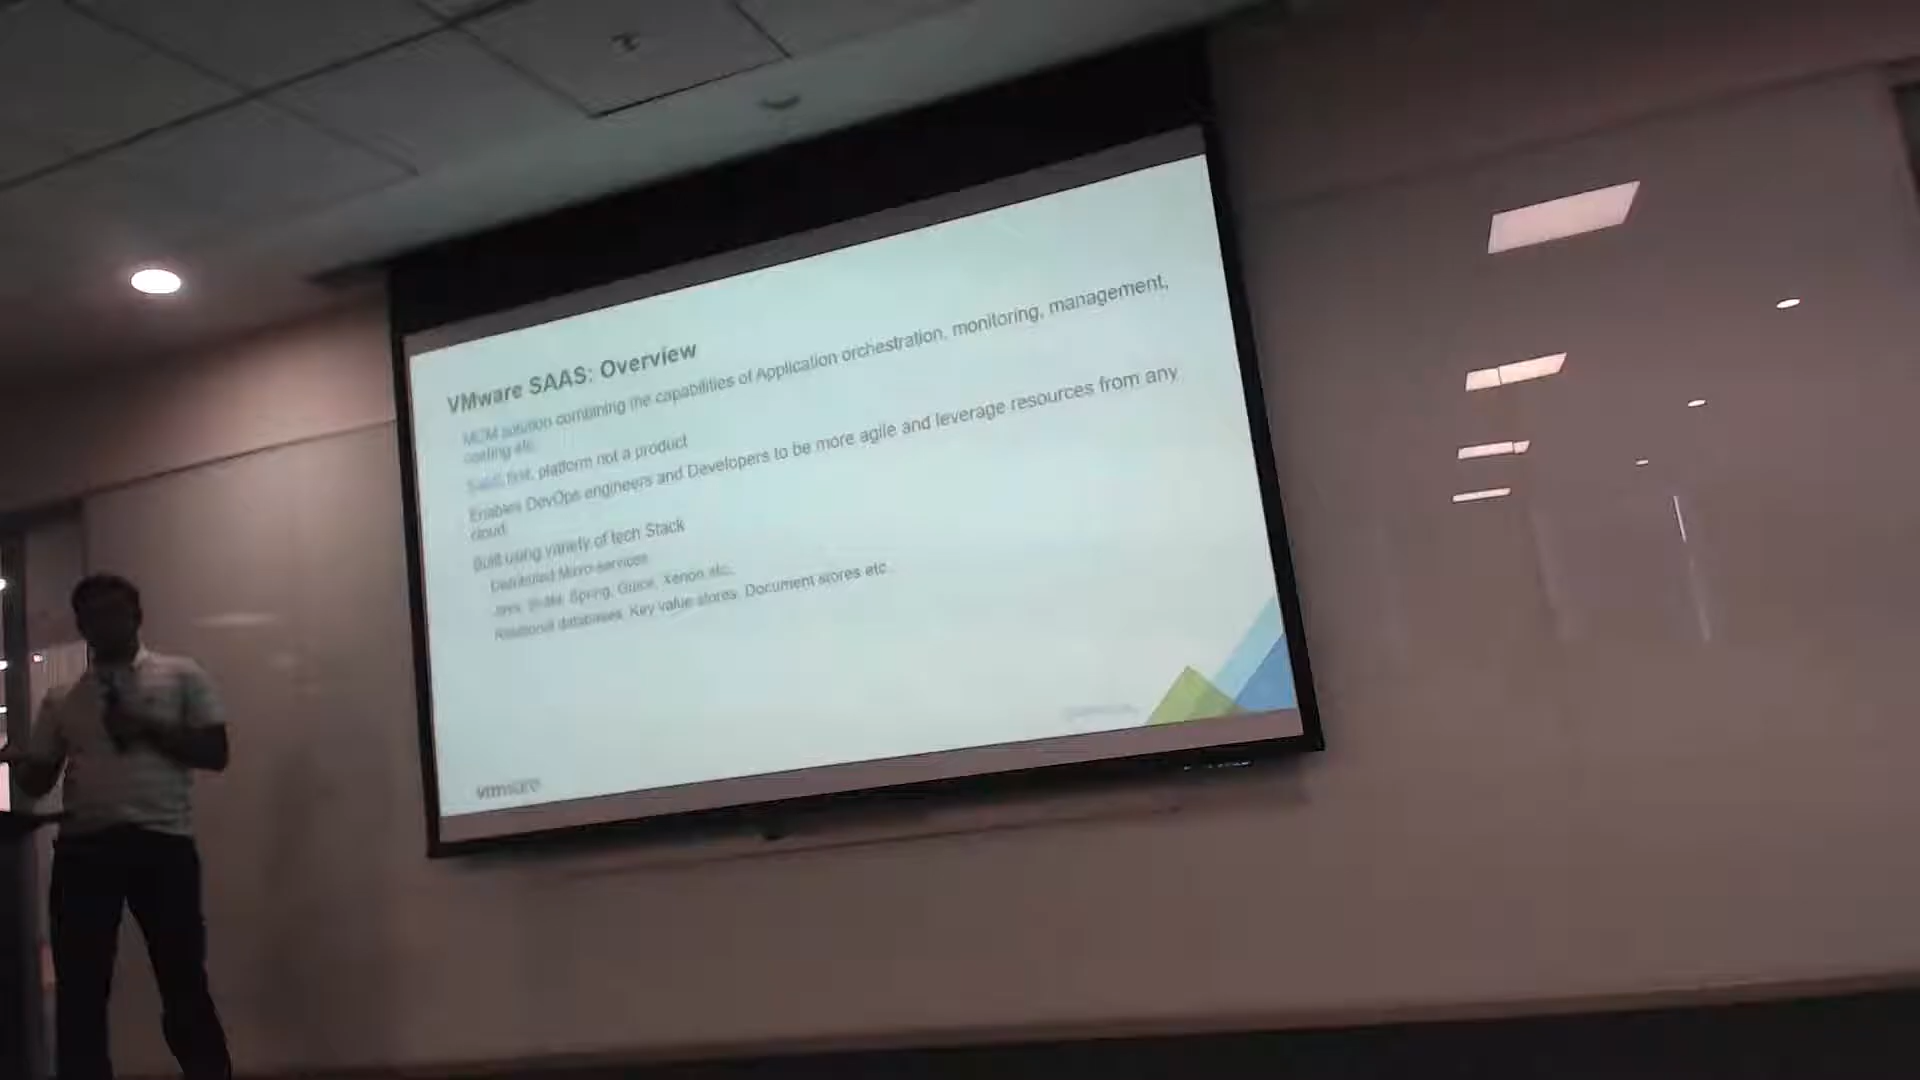 VMware SAAS: Overview
MCM solution combining the capabilities of Application orchestration, monitoring, management,
costing etc.
SaaS first, platform not a product
Enables DevOps engineers and Developers to be more agile and leverage resources from any
cloud
Built using variety of tech Stack
Distributed Micro-services
Java, Spring, Guice, Xenon etc.
Relational databases, Key value stores, Document stores etc.
vmware